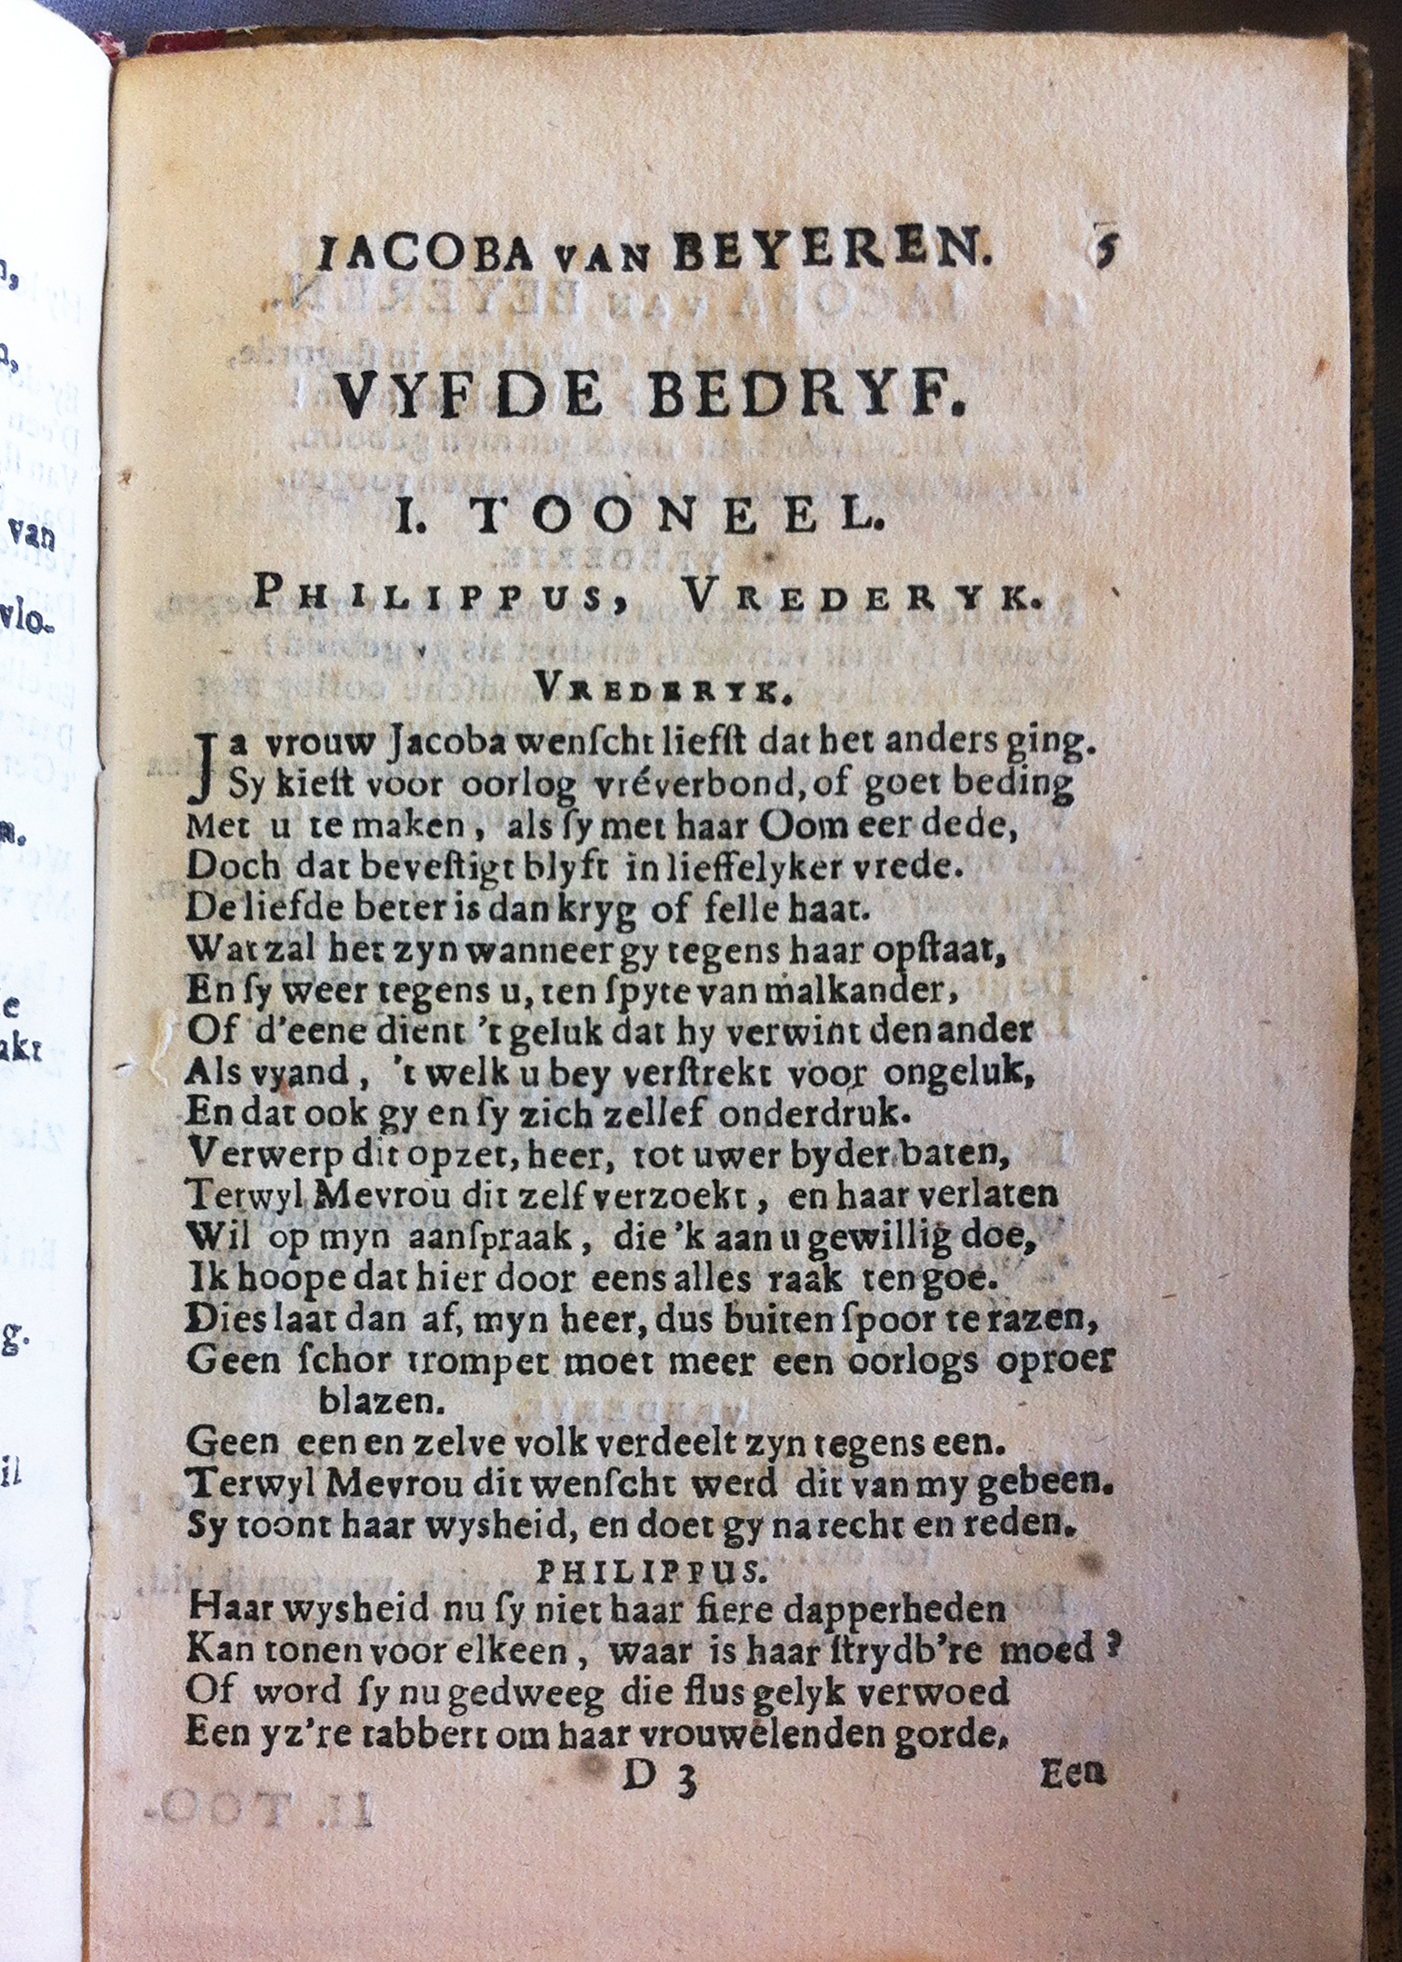 IACOBA VAN BEYEREN. 5
VYFDE BEDRYF.
I. TOONEEL.
PHILIPPUS, VREDERYK.
VREDERYK.
Ja vrouw Jacoba wenſcht liefſt dat het anders ging.
Sy kieſt voor oorlog vréverbond, of goet beding
Met u te maken, als ſy met haar Oom eer dede,
Doch dat beveſtigt blyft in lieffelyker vrede.
De liefde beter is dan kryg of felle haat.
Wat zal het zyn wanneer gy tegens haar opſtaat,
En ſy weer tegens u, ten ſpyte van malkander,
Of d'eene dient 't geluk dat hy verwint den ander
Als vyand, 't welk u bey verſtrekt voor ongeluk,
En dat ook gy en ſy zich zellef onderdruk.
Verwerp dit opzet, heer, tot uwer byder baten,
Terwyl Mevrou dit zelf verzoekt, en haar verlaten
Wil op myn aanſpraak, die 'k aan u gewillig doe,
Ik hoope dat hier door eens alles raak ten goe.
Dies laat dan af, myn heer, dus buiten ſpoor te razen,
Geen ſchor trompet moet meer een oorlogs oproer
blazen.
Geen een en zelve volk verdeelt zyn tegens een.
Terwyl Mevrou dit wenſcht werd dit van my gebeen.
Sy toont haar wysheid, en doet gy na recht en reden.
PHILIPPUS.
Haar wysheid nu ſy niet haar fiere dapperheden
Kan tonen voor elkeen, waar is haar ſtrydb're moed?
Of word ſy nu gedweeg die flus gelyk verwoed
Een yz're tabbert om haar vrouwelenden gorde,
D 3 Een
van
vlo-
g.